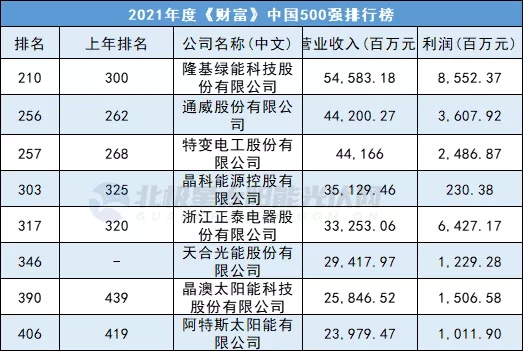 2021年度《财富》中国500强排行榜
排名 上年排名 公司名称(中文) 营业收入(百万元) 利润(百万元)
210 300 隆基绿能科技股份有限公司 54,583.18 8,552.37
256 262 通威股份有限公司 44,200.27 3,607.92
257 268 特变电工股份有限公司 44,166 2,486.87
303 325 晶科能源控股有限公司 35,129.46 230.38
317 320 浙江正泰电器股份有限公司 33,253.06 6,427.17
346 - 天合光能股份有限公司 29,417.97 1,229.28
390 439 晶澳太阳能科技股份有限公司 25,846.52 1,506.58
406 419 阿特斯太阳能有限公司 23,979.47 1,011.90